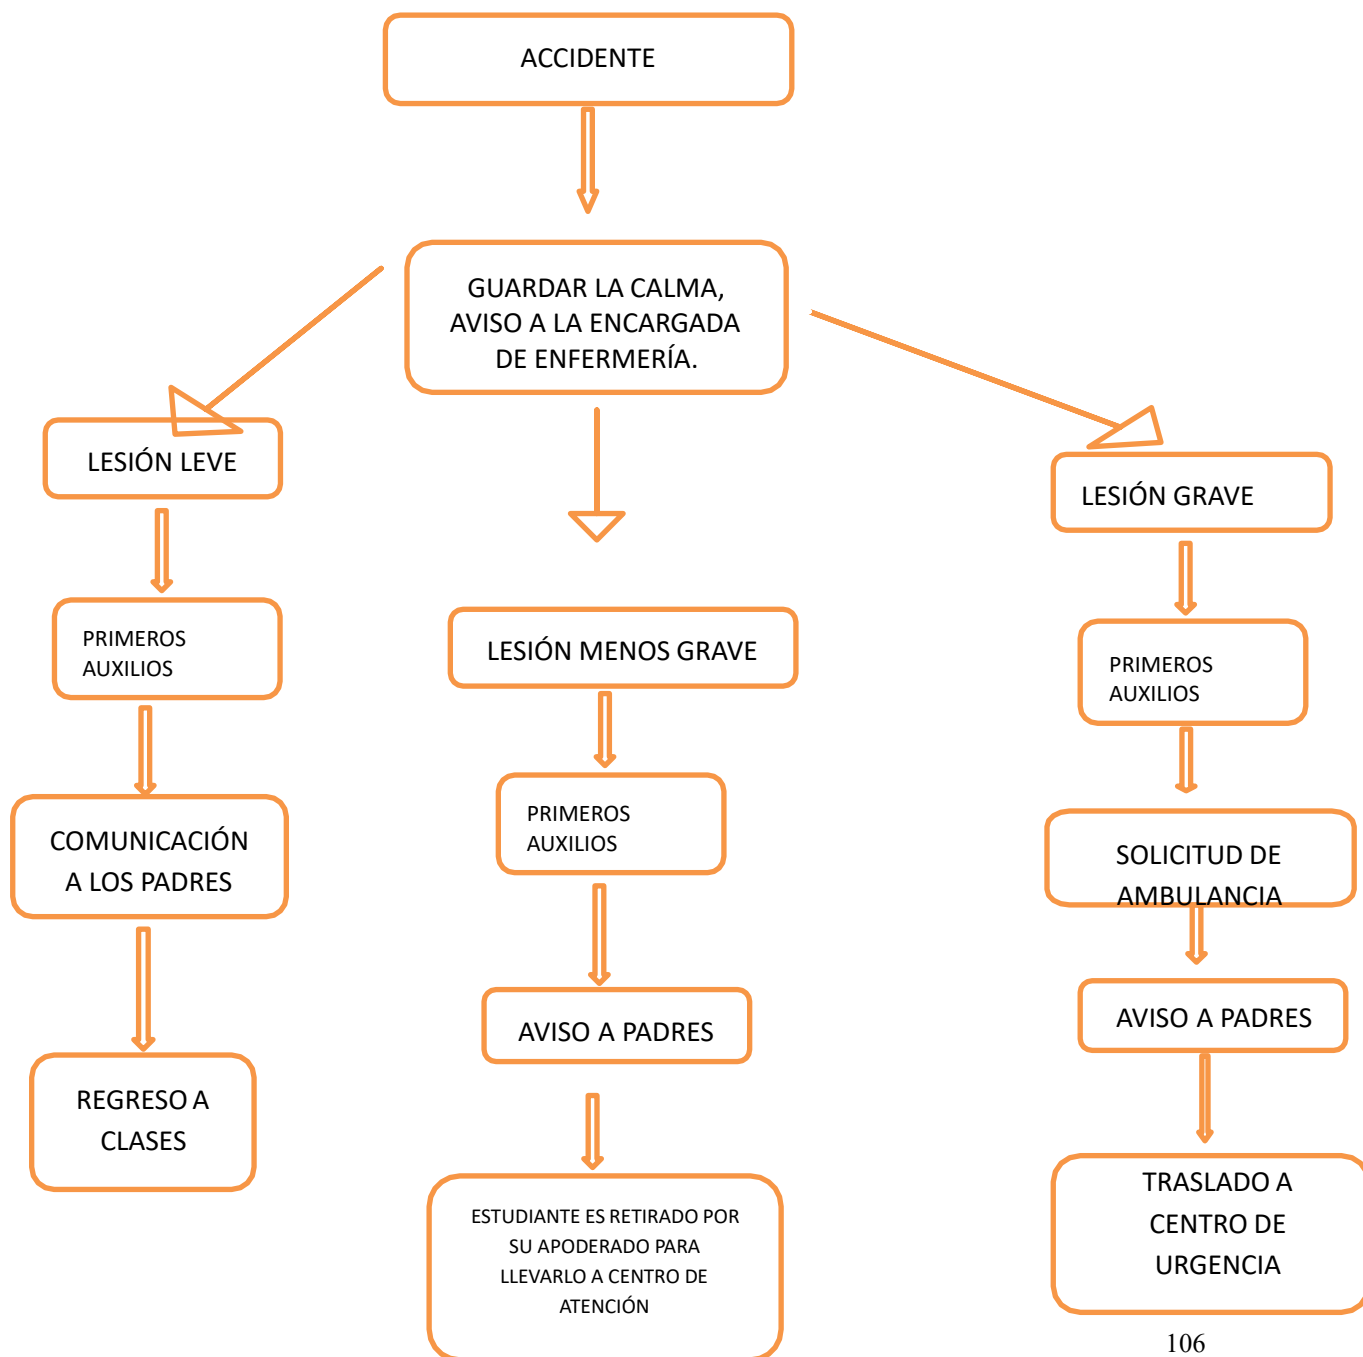 ACCIDENTE
GUARDAR LA CALMA,
AVISO A LA ENCARGADA
DE ENFERMERÍA.
LESIÓN LEVE
PRIMEROS
AUXILIOS
COMUNICACIÓN
A LOS PADRES
REGRESO A
CLASES
LESIÓN MENOS GRAVE
PRIMEROS
AUXILIOS
AVISO A PADRES
ESTUDIANTE ES RETIRADO POR
SU APODERADO PARA
LLEVARLO A CENTRO DE
ATENCIÓN
LESIÓN GRAVE
PRIMEROS
AUXILIOS
SOLICITUD DE
AMBULANCIA
AVISO A PADRES
TRASLADO A
CENTRO DE
URGENCIA
106